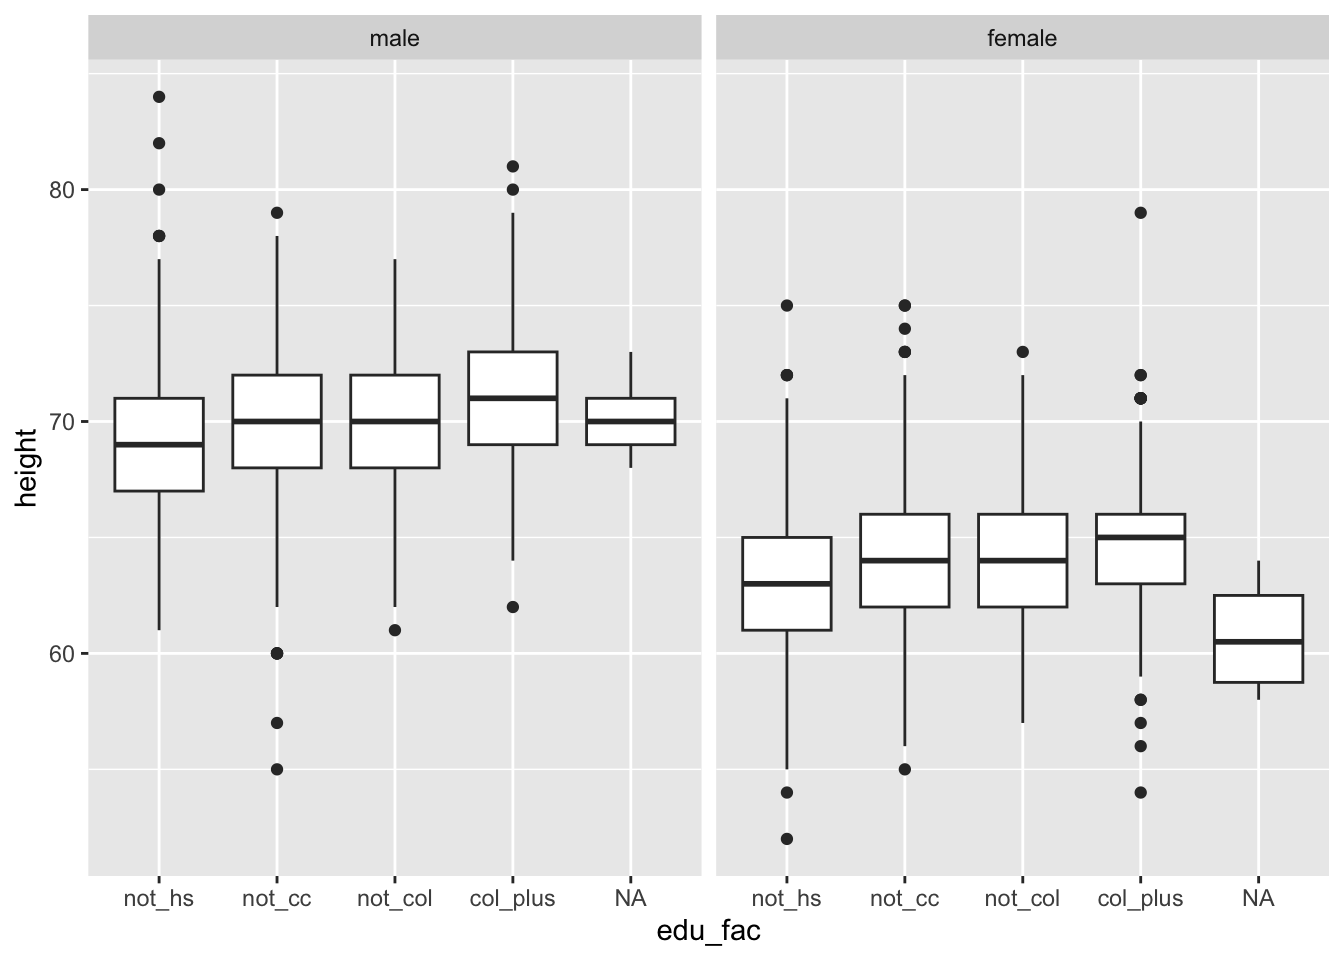 male female
80
70
60
height
not_hs not_cc not_col col_plus NA not_hs not_cc not_col col_plus NA
edu_fac